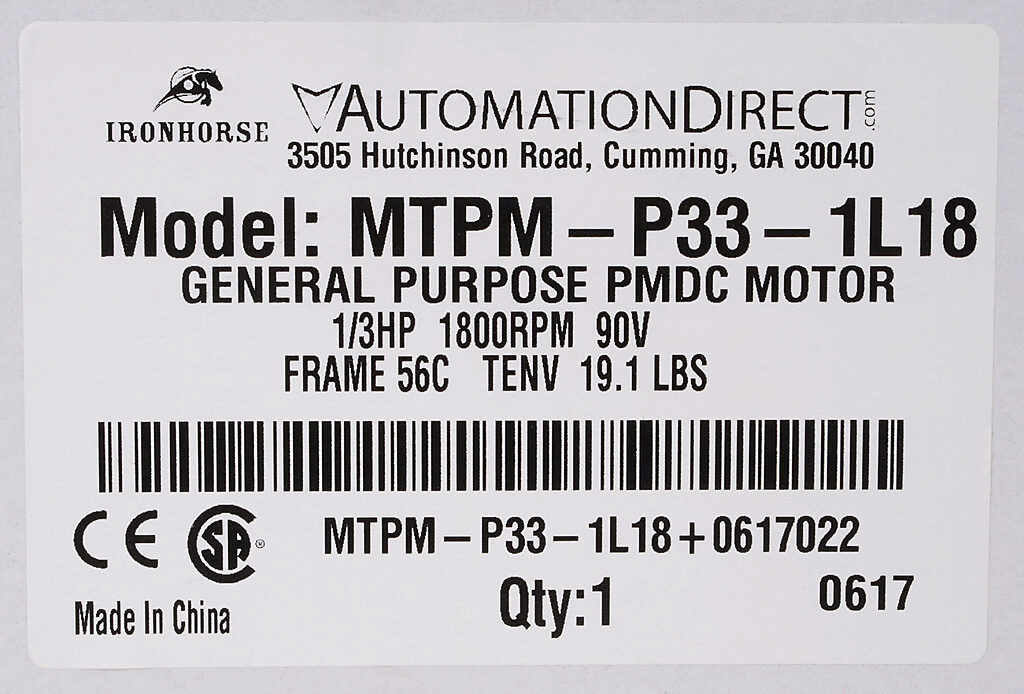 IRONHORSE
AUTOMATIONDIRECT.com
3505 Hutchinson Road, Cumming, GA 30040
Model: MTPM – P33 – 1L18
GENERAL PURPOSE PMDC MOTOR
1/3HP 1800RPM 90V
FRAME 56C TENV 19.1 LBS
CE SA ®
MTPM – P33 – 1L18 + 0617022
Qty:1
0617
Made In China